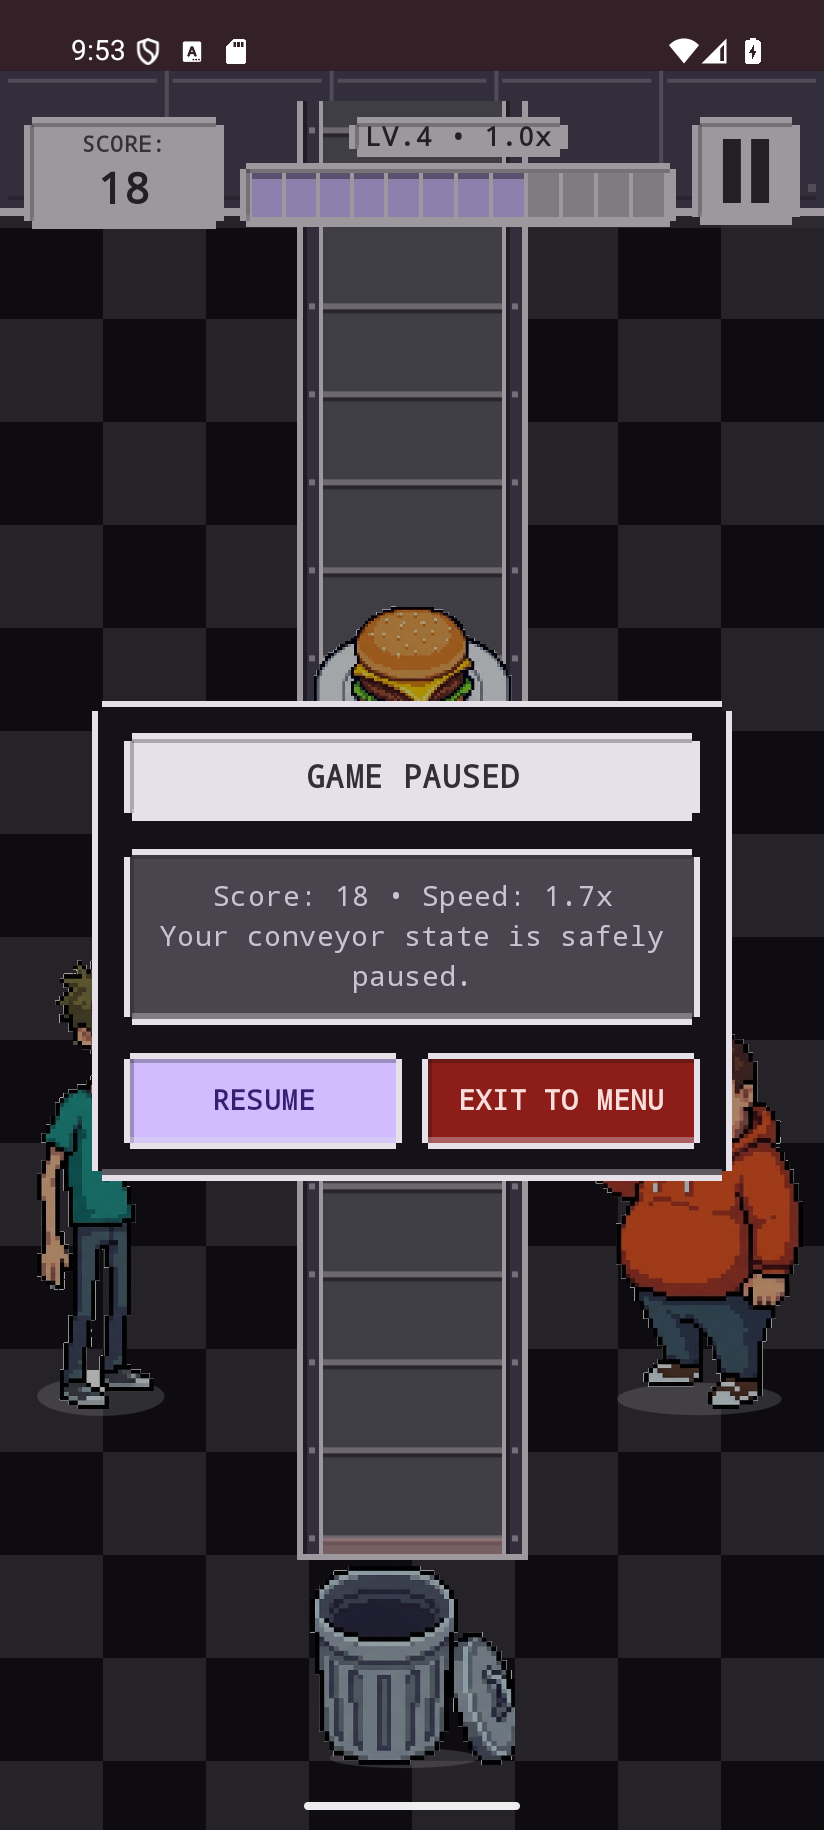 9:53
LV.4 • 1.0x
SCORE:
18
GAME PAUSED
Score: 18 • Speed: 1.7x
Your conveyor state is safely
paused.
RESUME
EXIT TO MENU